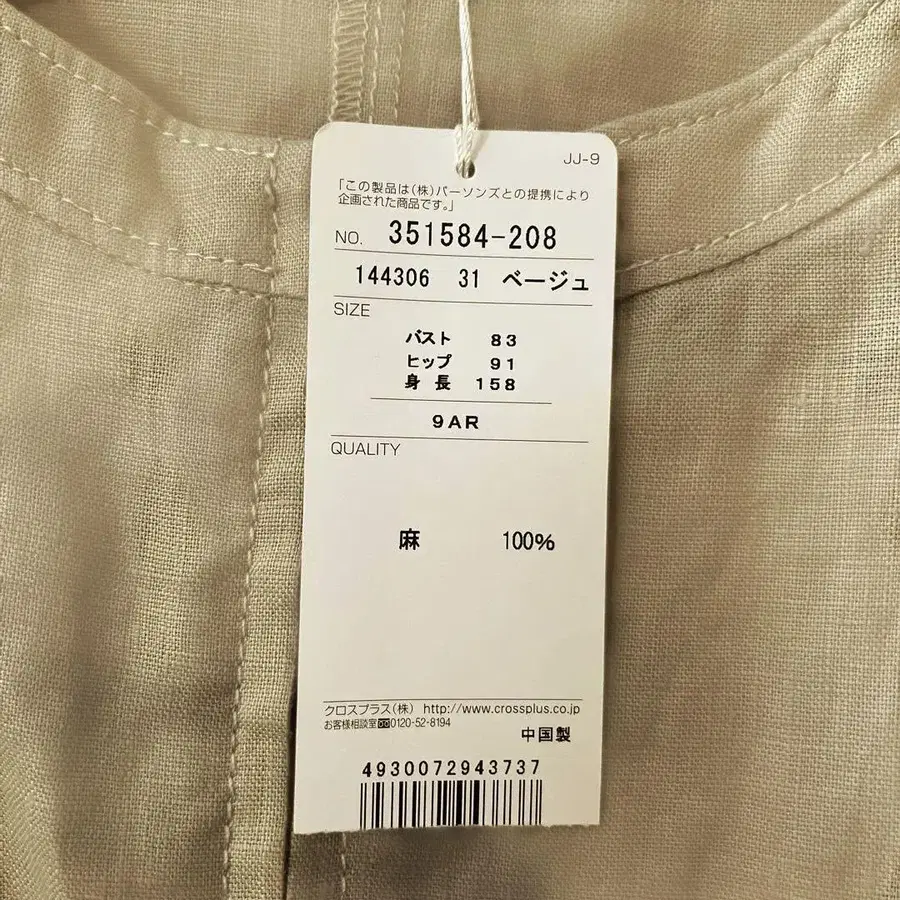 JJ-9
「この製品は(株)パーソンズとの提携により
企画された商品です。」
NO. 351584-208
144306 31 ベージュ
SIZE
バスト 83
ヒップ 91
身長 158
9AR
QUALITY
麻 100%
クロスプラス(株) http://www.crossplus.co.jp
お客様相談室0120-52-8194
中国製
4930072943737